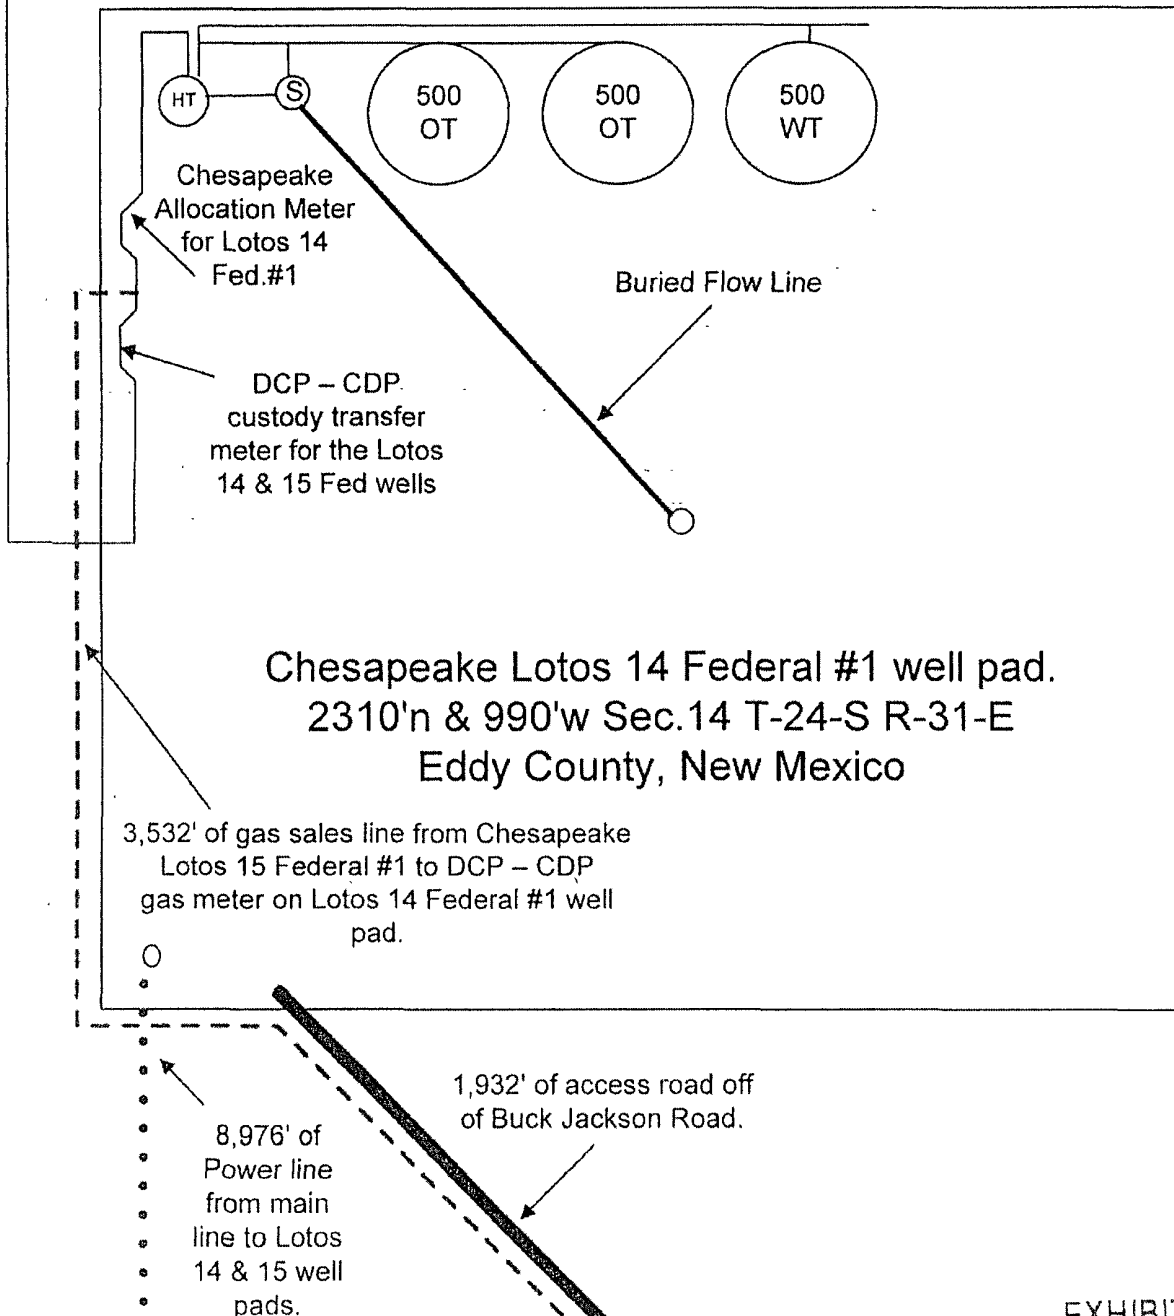 HT
S
500
OT
500
OT
500
WT
Chesapeake
Allocation Meter
for Lotos 14
Fed.#1
Buried Flow Line
DCP – CDP
custody transfer
meter for the Lotos
14 & 15 Fed wells
Chesapeake Lotos 14 Federal #1 well pad.
2310'n & 990'w Sec.14 T-24-S R-31-E
Eddy County, New Mexico
3,532' of gas sales line from Chesapeake
Lotos 15 Federal #1 to DCP – CDP
gas meter on Lotos 14 Federal #1 well
pad.
1,932' of access road off
of Buck Jackson Road.
8,976' of
Power line
from main
line to Lotos
14 & 15 well
pads.